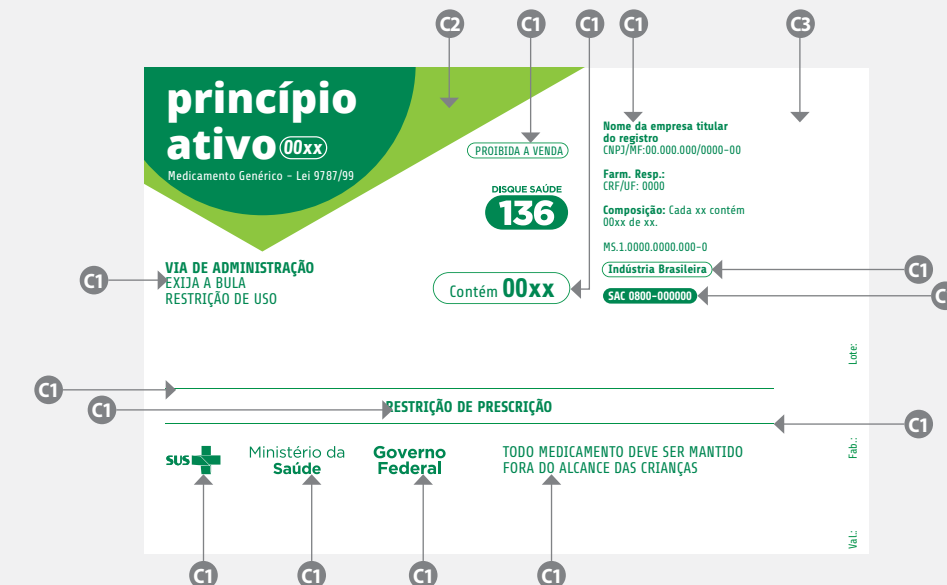 C2
C1
C1
C1
C3
princípio
ativo 00xx
Medicamento Genérico - Lei 9787/99
PROIBIDA A VENDA
DISQUE SAÚDE
136
Nome da empresa titular
do registro
CNPJ/MF:00.000.000/0000-00
Farm. Resp.:
CRF/UF: 0000
Composição: Cada xx contém
00xx de xx.
MS.1.0000.0000.000-0
Indústria Brasileira
C1
SAC 0800-000000
C1
VIA DE ADMINISTRAÇÃO
EXIJA A BULA
RESTRIÇÃO DE USO
Contém 00xx
Lote:
C1
C1
RESTRIÇÃO DE PRESCRIÇÃO
C1
Fab.:
SUS
Ministério da
Saúde
Governo
Federal
TODO MEDICAMENTO DEVE SER MANTIDO
FORA DO ALCANCE DAS CRIANÇAS
Val.:
C1
C1
C1
C1